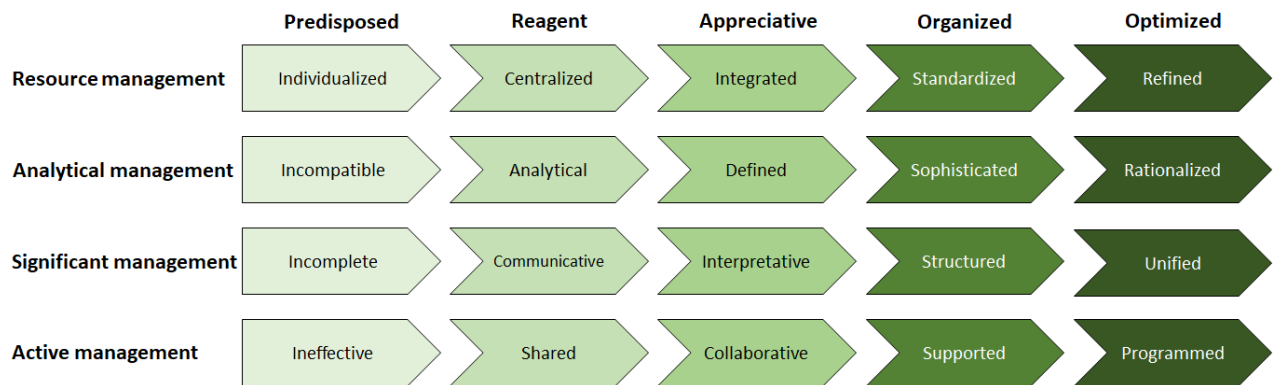 Predisposed Reagent Appreciative Organized Optimized
Resource management Individualized Centralized Integrated Standardized Refined
Analytical management Incompatible Analytical Defined Sophisticated Rationalized
Significant management Incomplete Communicative Interpretative Structured Unified
Active management Ineffective Shared Collaborative Supported Programmed